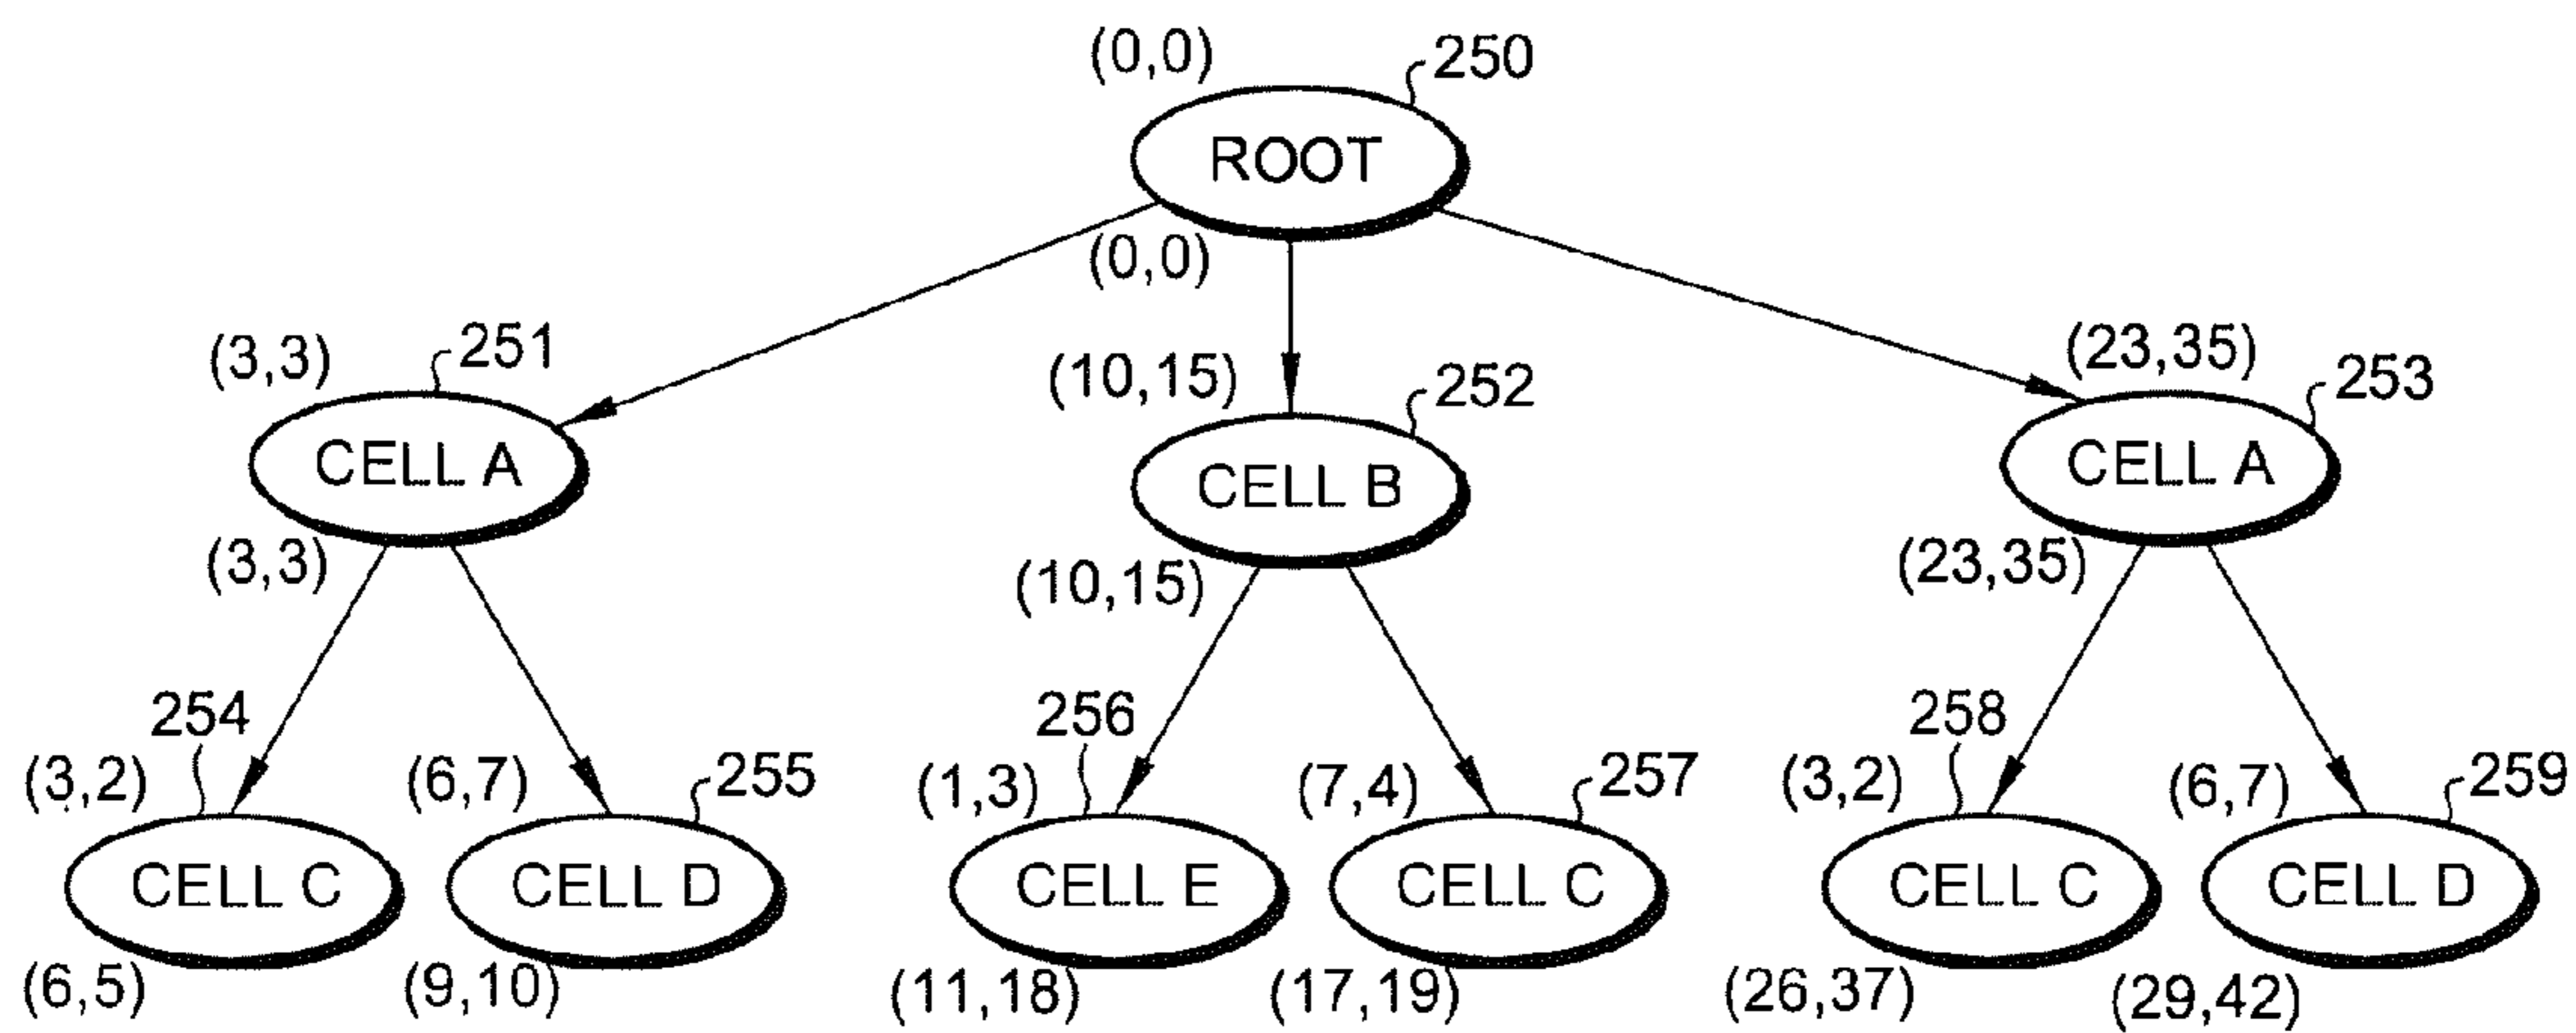 (0,0) 250
ROOT
(0,0)
(3,3) 251 (10,15) 252 (23,35) 253
CELL A CELL B CELL A
(3,3) (10,15) (23,35)
254 256 258
(3,2) (6,7) 255 (1,3) (7,4) 257 (3,2) (6,7) 259
CELL C CELL D CELL E CELL C CELL C CELL D
(6,5) (9,10) (11,18) (17,19) (26,37) (29,42)